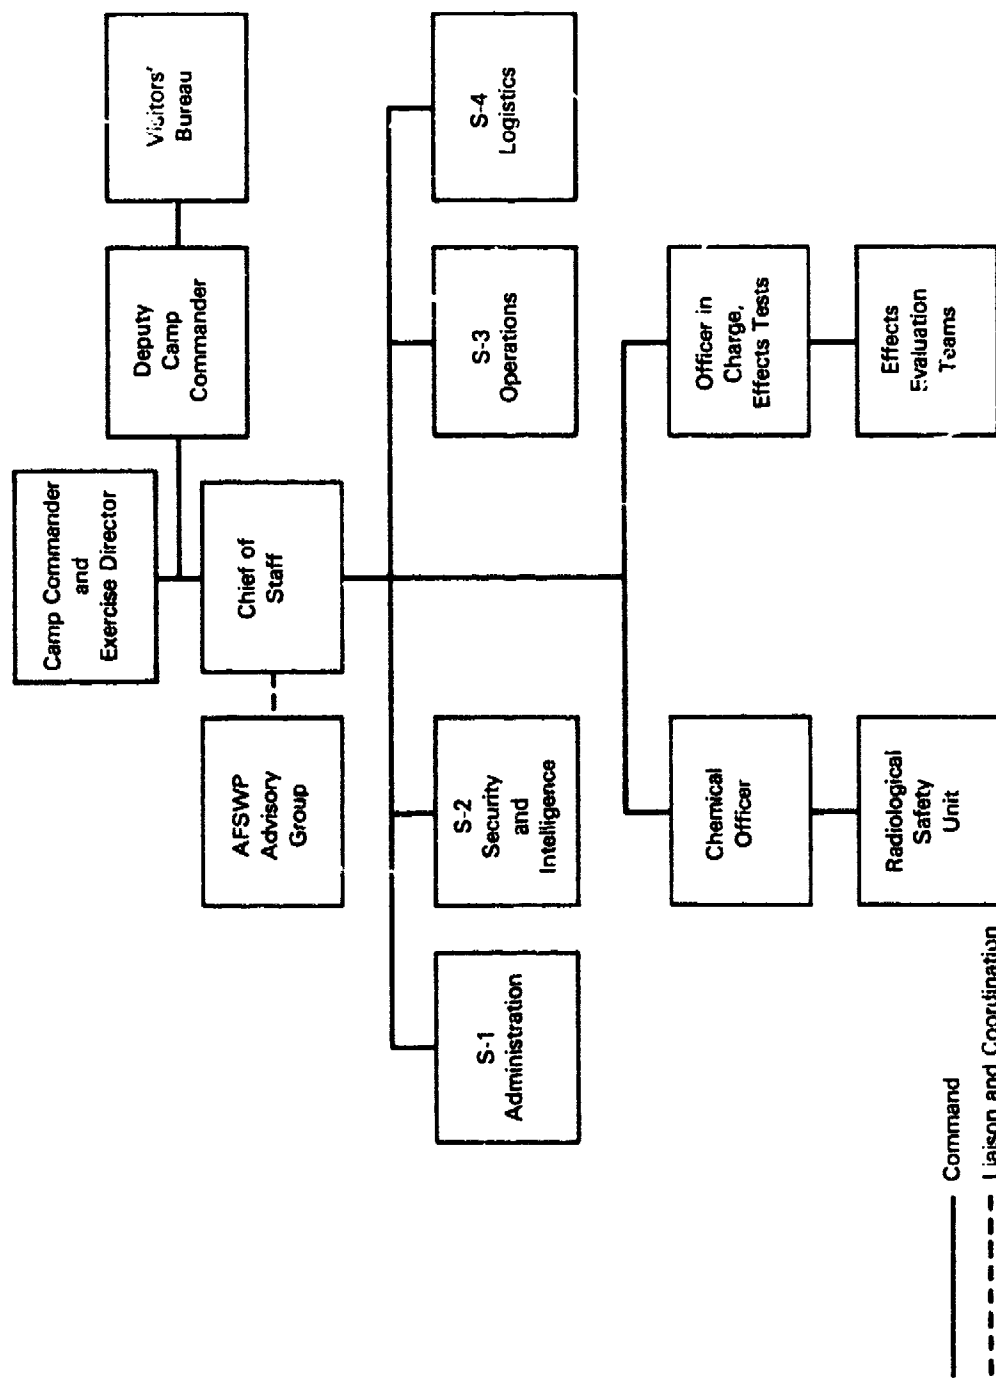 Camp Commander
and
Exercise Director
Deputy
Camp
Commander
Visitors'
Bureau
AFSWP
Advisory
Group
Chief of
Staff
S-1
Administration
S-2
Security
and
Intelligence
S-3
Operations
S-4
Logistics
Chemical
Officer
Officer in
Charge,
Effects Tests
Radiological
Safety
Unit
Effects
Evaluation
Teams
Command
Liaison and Coordination